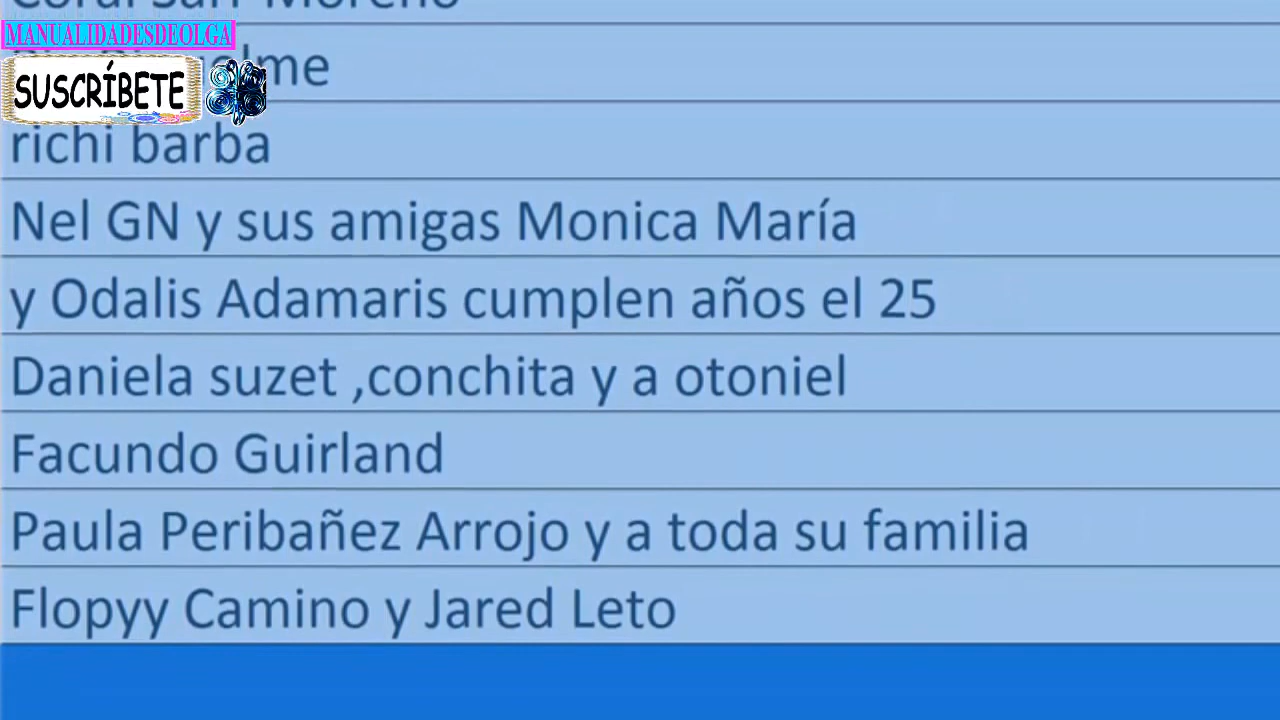 MANUALIDADESDEOLGA
SUSCRÍBETE
richi barba
Nel GN y sus amigas Monica María
y Odalis Adamaris cumplen años el 25
Daniela suzet ,conchita y a otoniel
Facundo Guirland
Paula Peribañez Arrojo y a toda su familia
Flopyy Camino y Jared Leto